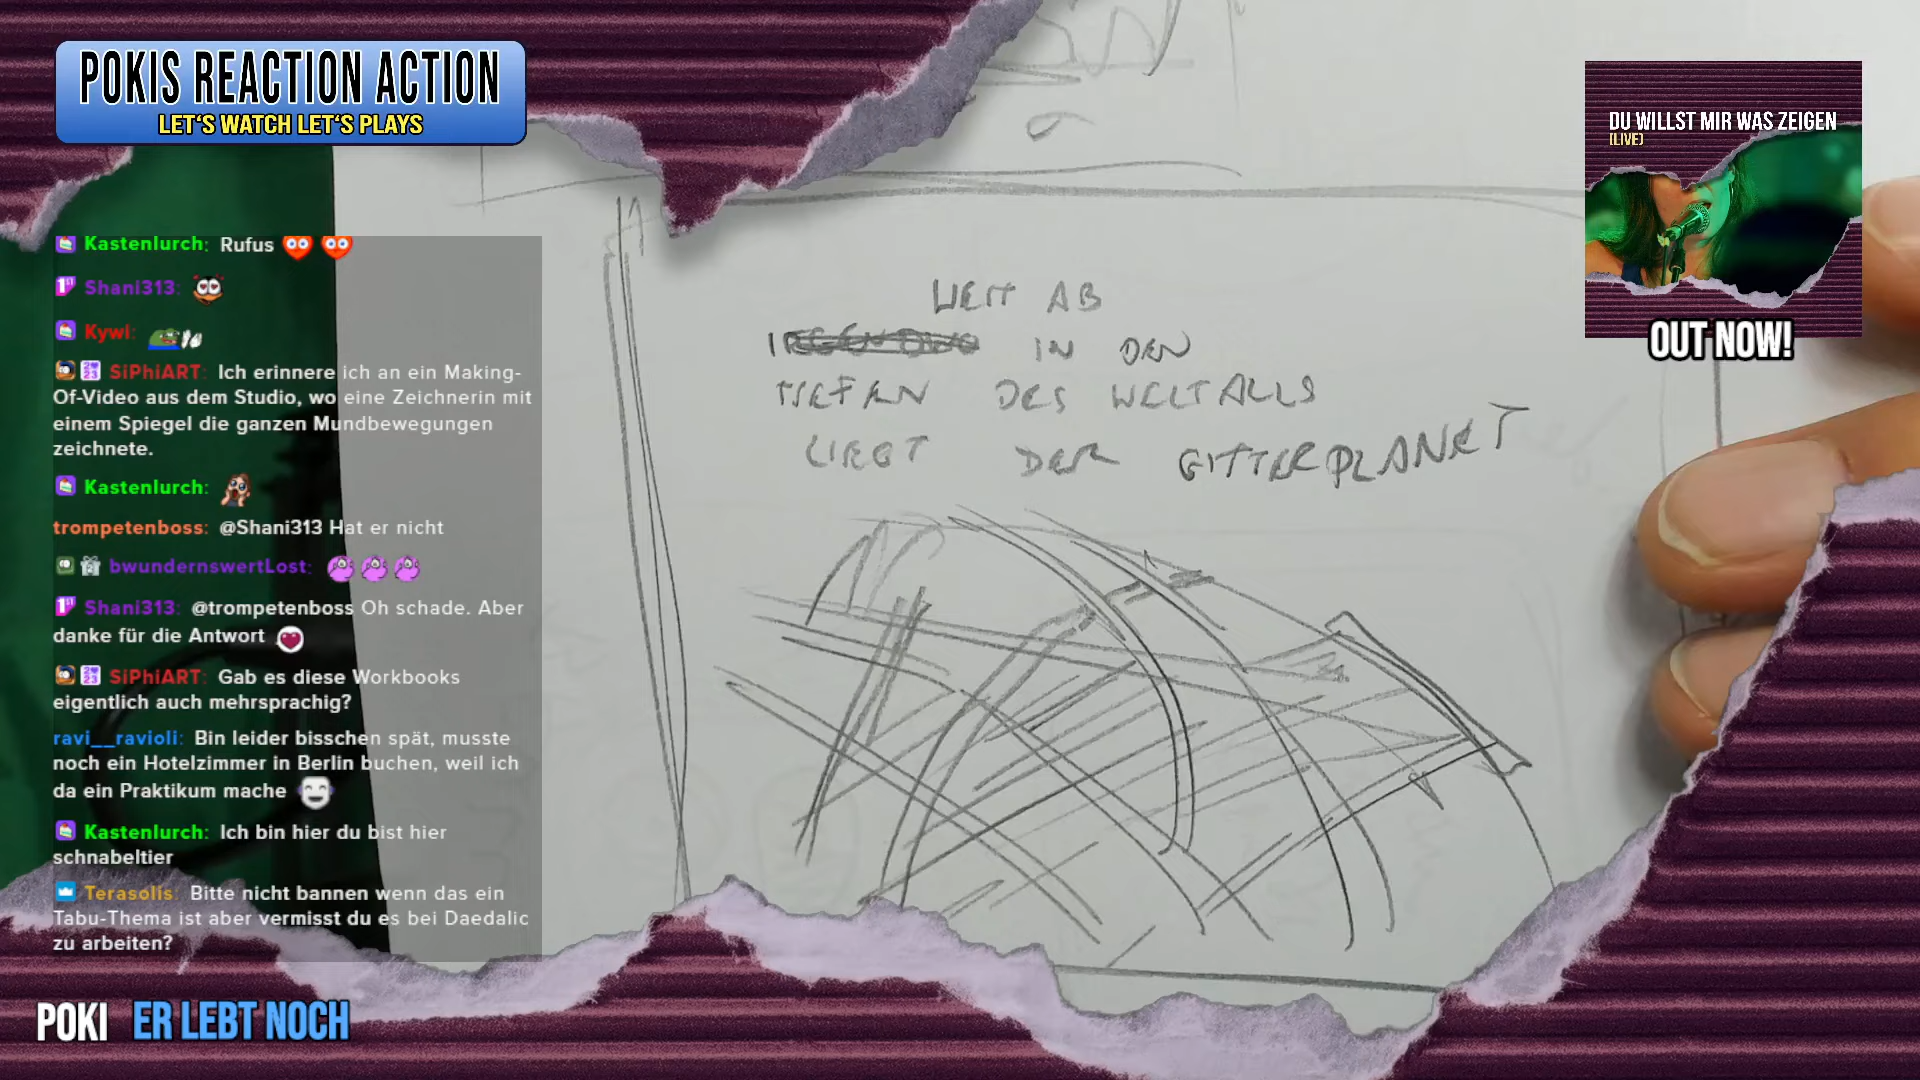 POKIS REACTION ACTION
LET'S WATCH LET'S PLAYS
DU WILLST MIR WAS ZEIGEN
(LIVE)
OUT NOW!
Kastenlurch: Rufus
Shani313:
Kywi:
SiPhiART: Ich erinnere ich an ein Making-
Of-Video aus dem Studio, wo eine Zeichnerin mit
einem Spiegel die ganzen Mundbewegungen
zeichnete.
Kastenlurch:
trompetenboss: @Shani313 Hat er nicht
bwundernswertLost:
Shani313: @trompetenboss Oh schade. Aber
danke für die Antwort
SiPhiART: Gab es diese Workbooks
eigentlich auch mehrsprachig?
ravi__ravioli: Bin leider bisschen spät, musste
noch ein Hotelzimmer in Berlin buchen, weil ich
da ein Praktikum mache
Kastenlurch: Ich bin hier du bist hier
schnabeltier
Terasolis: Bitte nicht bannen wenn das ein
Tabu-Thema ist aber vermisst du es bei Daedalic
zu arbeiten?
WEIT AB
IRGENDWO IN DEN
TIEFEN DES WELTALLS
LIEGT DER GITTERPLANET
POKI ER LEBT NOCH